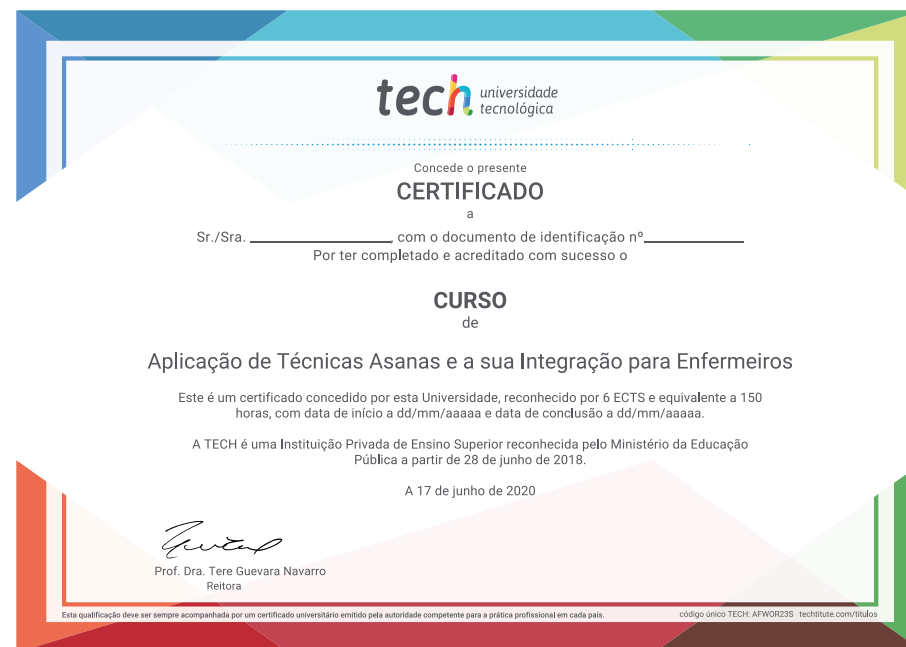 tech universidade
tecnológica
Concede o presente
CERTIFICADO
a
Sr./Sra. , com o documento de identificação nº
Por ter completado e acreditado com sucesso o
CURSO
de
Aplicação de Técnicas Asanas e a sua Integração para Enfermeiros
Este é um certificado concedido por esta Universidade, reconhecido por 6 ECTS e equivalente a 150
horas, com data de início a dd/mm/aaaaa e data de conclusão a dd/mm/aaaaa.
A TECH é uma Instituição Privada de Ensino Superior reconhecida pelo Ministério da Educação
Pública a partir de 28 de junho de 2018.
A 17 de junho de 2020
Prof. Dra. Tere Guevara Navarro
Reitora
Esta qualificação deve ser sempre acompanhada por um certificado universitário emitido pela autoridade competente para a prática profissional em cada país.
código único TECH: AFWOR23S techtitute.com/titulos